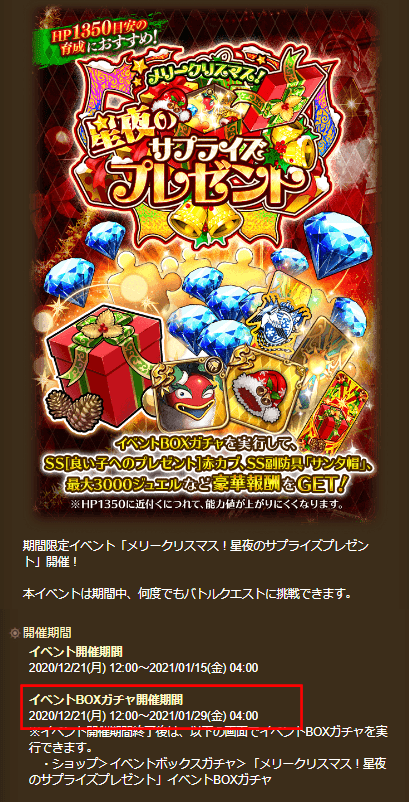 HP1350目安の
育成におすすめ!
メリークリスマス!
星夜の
サプライズ
プレゼント
SS
イベントBOXガチャを実行して、
SS[良い子へのプレゼント]赤カブ、SS副防具「サンタ帽」、
最大3000ジュエルなど豪華報酬をGET!
※HP1350に近付くにつれて、能力値が上がりにくくなります。
期間限定イベント「メリークリスマス！星夜のサプライズプレゼン
ト」開催！
本イベントは期間中、何度でもバトルクエストに挑戦できます。
開催期間
イベント開催期間
2020/12/21(月) 12:00～2021/01/15(金) 04:00
イベントBOXガチャ開催期間
2020/12/21(月) 12:00～2021/01/29(金) 04:00
※イベント開催期間終了後は、以下の画面でイベントBOXガチャを実
行できます。
・ショップ＞イベントボックスガチャ＞「メリークリスマス！星夜
のサプライズプレゼント」イベントBOXガチャ